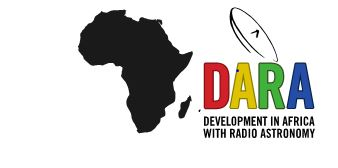 DARA
DEVELOPMENT IN AFRICA
WITH RADIO ASTRONOMY